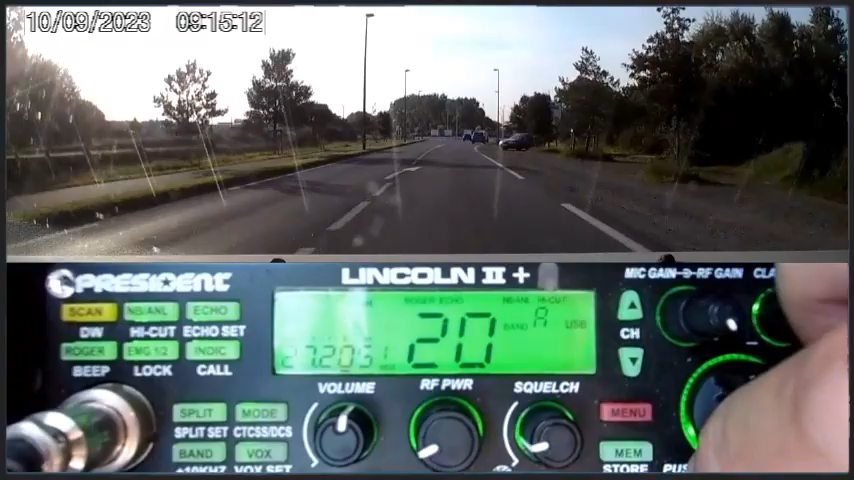 10/09/2023 09:15:12
PRESIDENT LINCOLN II + MIC GAIN RF GAIN CLA
SCAN NB/ANL ECHO
DW HI-CUT ECHO SET
ROGER EMG 1/2 INDIC
BEEP LOCK CALL
ROGER ECHO NB/ANL HI-CUT
20 BAND A USB
CH
VOLUME RF PWR SQUELCH
SPLIT MODE
SPLIT SET CTCSS/DCS
BAND VOX
+10KHZ VOX SET
MENU
MEM
STORE PUS